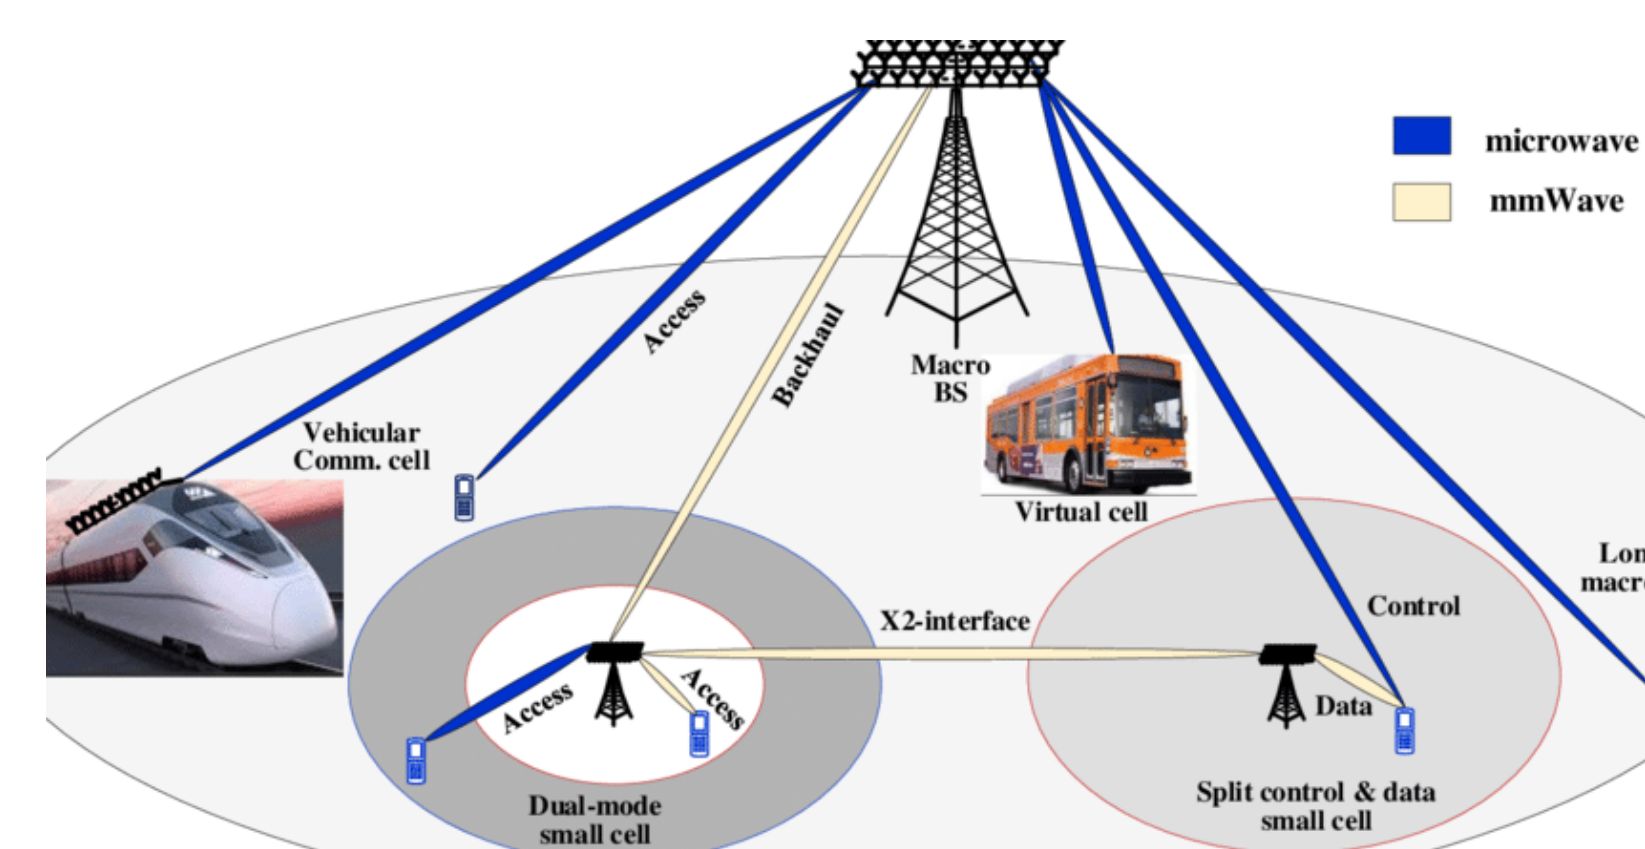 microwave
mmWave
Access
Backhaul
Macro
BS
Vehicular
Comm. cell
Virtual cell
Control
X2-interface
Access
Access
Data
Dual-mode
small cell
Split control & data
small cell